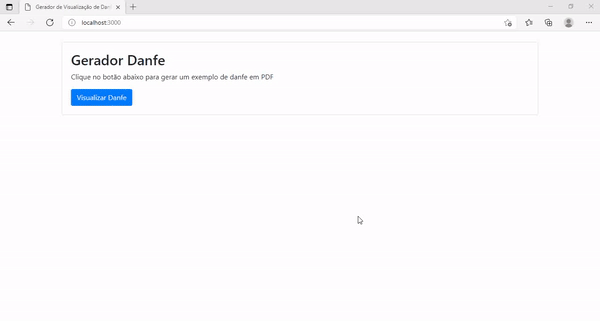 Gerador de Visualização de Dan
localhost:3000
Gerador Danfe
Clique no botão abaixo para gerar um exemplo de danfe em PDF
Visualizar Danfe